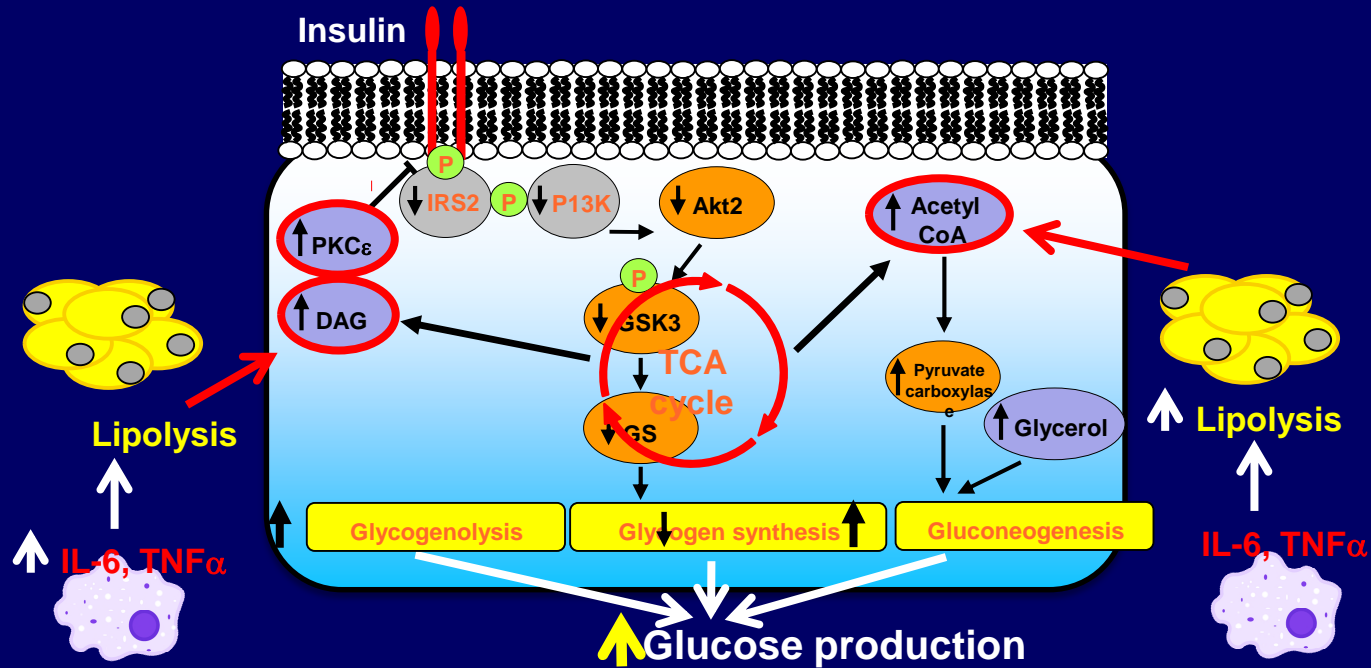 Insulin
P
IRS2
P
P13K
Akt2
Acetyl
CoA
PKCε
P
DAG
GSK3
TCA
cycle
Pyruvate
carboxylas
e
GS
Glycerol
Lipolysis
Lipolysis
Glycogenolysis
Glycogen synthesis
Gluconeogenesis
IL-6, TNFα
IL-6, TNFα
Glucose production